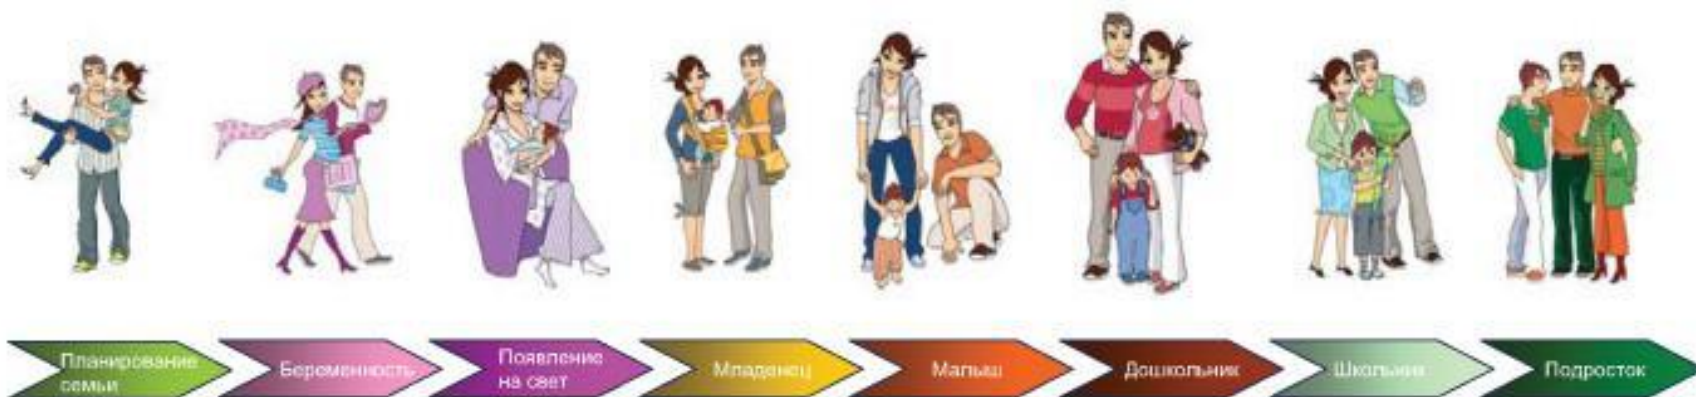 Планирование
семьи
Беременность
Появление
на свет
Младенец
Малыш
Дошкольник
Школьник
Подросток